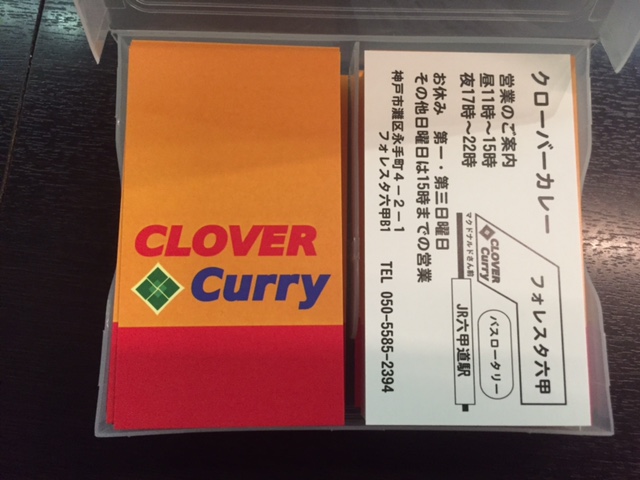 CLOVER
Curry
クローバーカレー
フォレスタ六甲
営業のご案内
昼11時～15時
夜17時～22時
CLOVER
Curry
マクドナルドさん前
バスロータリー
JR六甲道駅
お休み 第一・第三日曜日
その他日曜日は15時までの営業
神戸市灘区永手町4-2-1
フォレスタ六甲B1
TEL 050-5585-2394